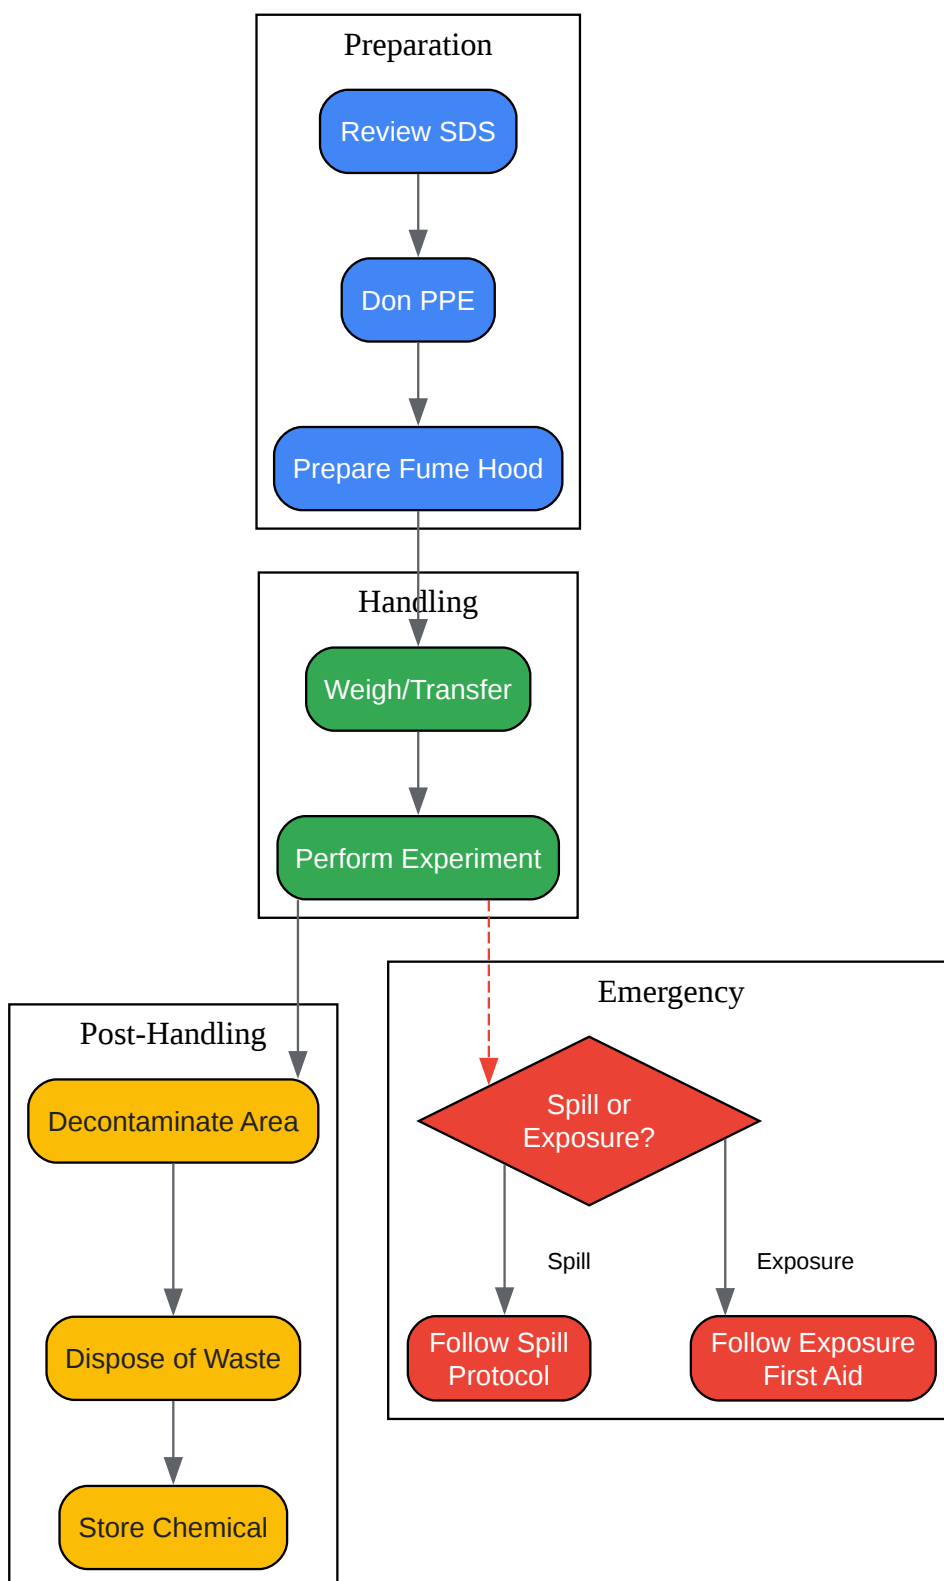 Preparation
Review SDS
Don PPE
Prepare Fume Hood
Handling
Weigh/Transfer
Perform Experiment
Post-Handling
Decontaminate Area
Dispose of Waste
Store Chemical
Emergency
Spill or
Exposure?
Spill
Exposure
Follow Spill
Protocol
Follow Exposure
First Aid